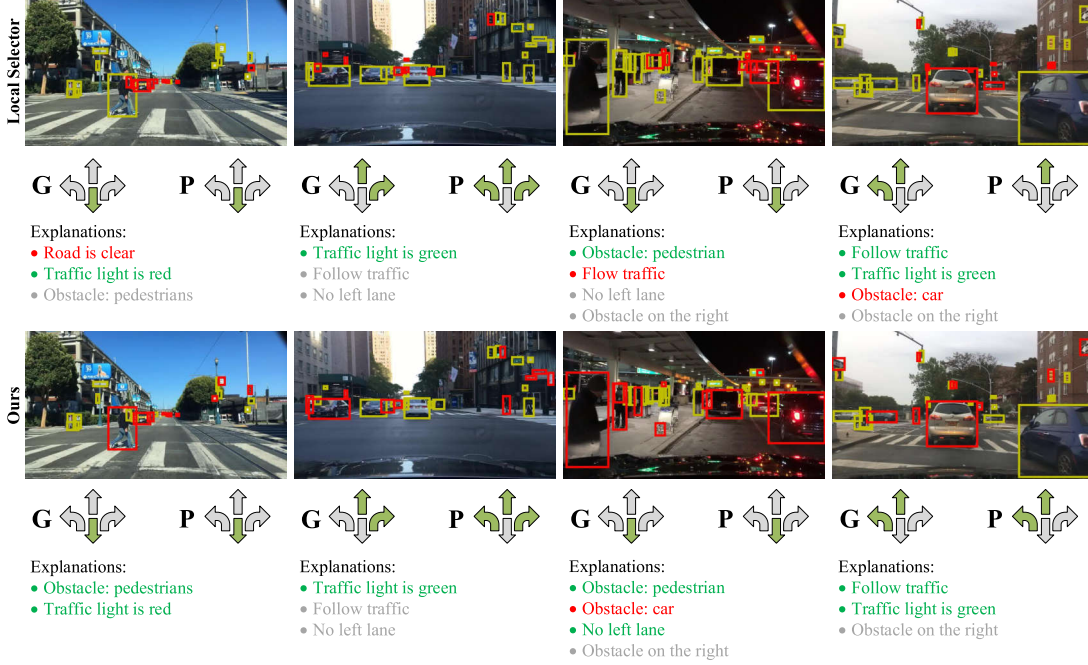 Local Selector
G P G P G P G P
Explanations:
• Road is clear
• Traffic light is red
• Obstacle: pedestrians
Explanations:
• Traffic light is green
• Follow traffic
• No left lane
Explanations:
• Obstacle: pedestrian
• Flow traffic
• No left lane
• Obstacle on the right
Explanations:
• Follow traffic
• Traffic light is green
• Obstacle: car
• Obstacle on the right
Ours
G P G P G P G P
Explanations:
• Obstacle: pedestrians
• Traffic light is red
Explanations:
• Traffic light is green
• Follow traffic
• No left lane
Explanations:
• Obstacle: pedestrian
• Obstacle: car
• No left lane
• Obstacle on the right
Explanations:
• Follow traffic
• Traffic light is green
• Obstacle on the right